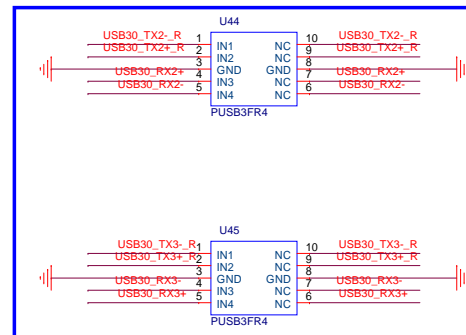 U44
USB30_TX2-_R 1 IN1 NC 10 USB30_TX2-_R
USB30_TX2+_R 2 IN2 NC 9 USB30_TX2+_R
3 GND GND 8
USB30_RX2+ 4 IN3 NC 7 USB30_RX2+
USB30_RX2- 5 IN4 NC 6 USB30_RX2-
PUSB3FR4
U45
USB30_TX3-_R 1 IN1 NC 10 USB30_TX3-_R
USB30_TX3+_R 2 IN2 NC 9 USB30_TX3+_R
3 GND GND 8
USB30_RX3- 4 IN3 NC 7 USB30_RX3-
USB30_RX3+ 5 IN4 NC 6 USB30_RX3+
PUSB3FR4